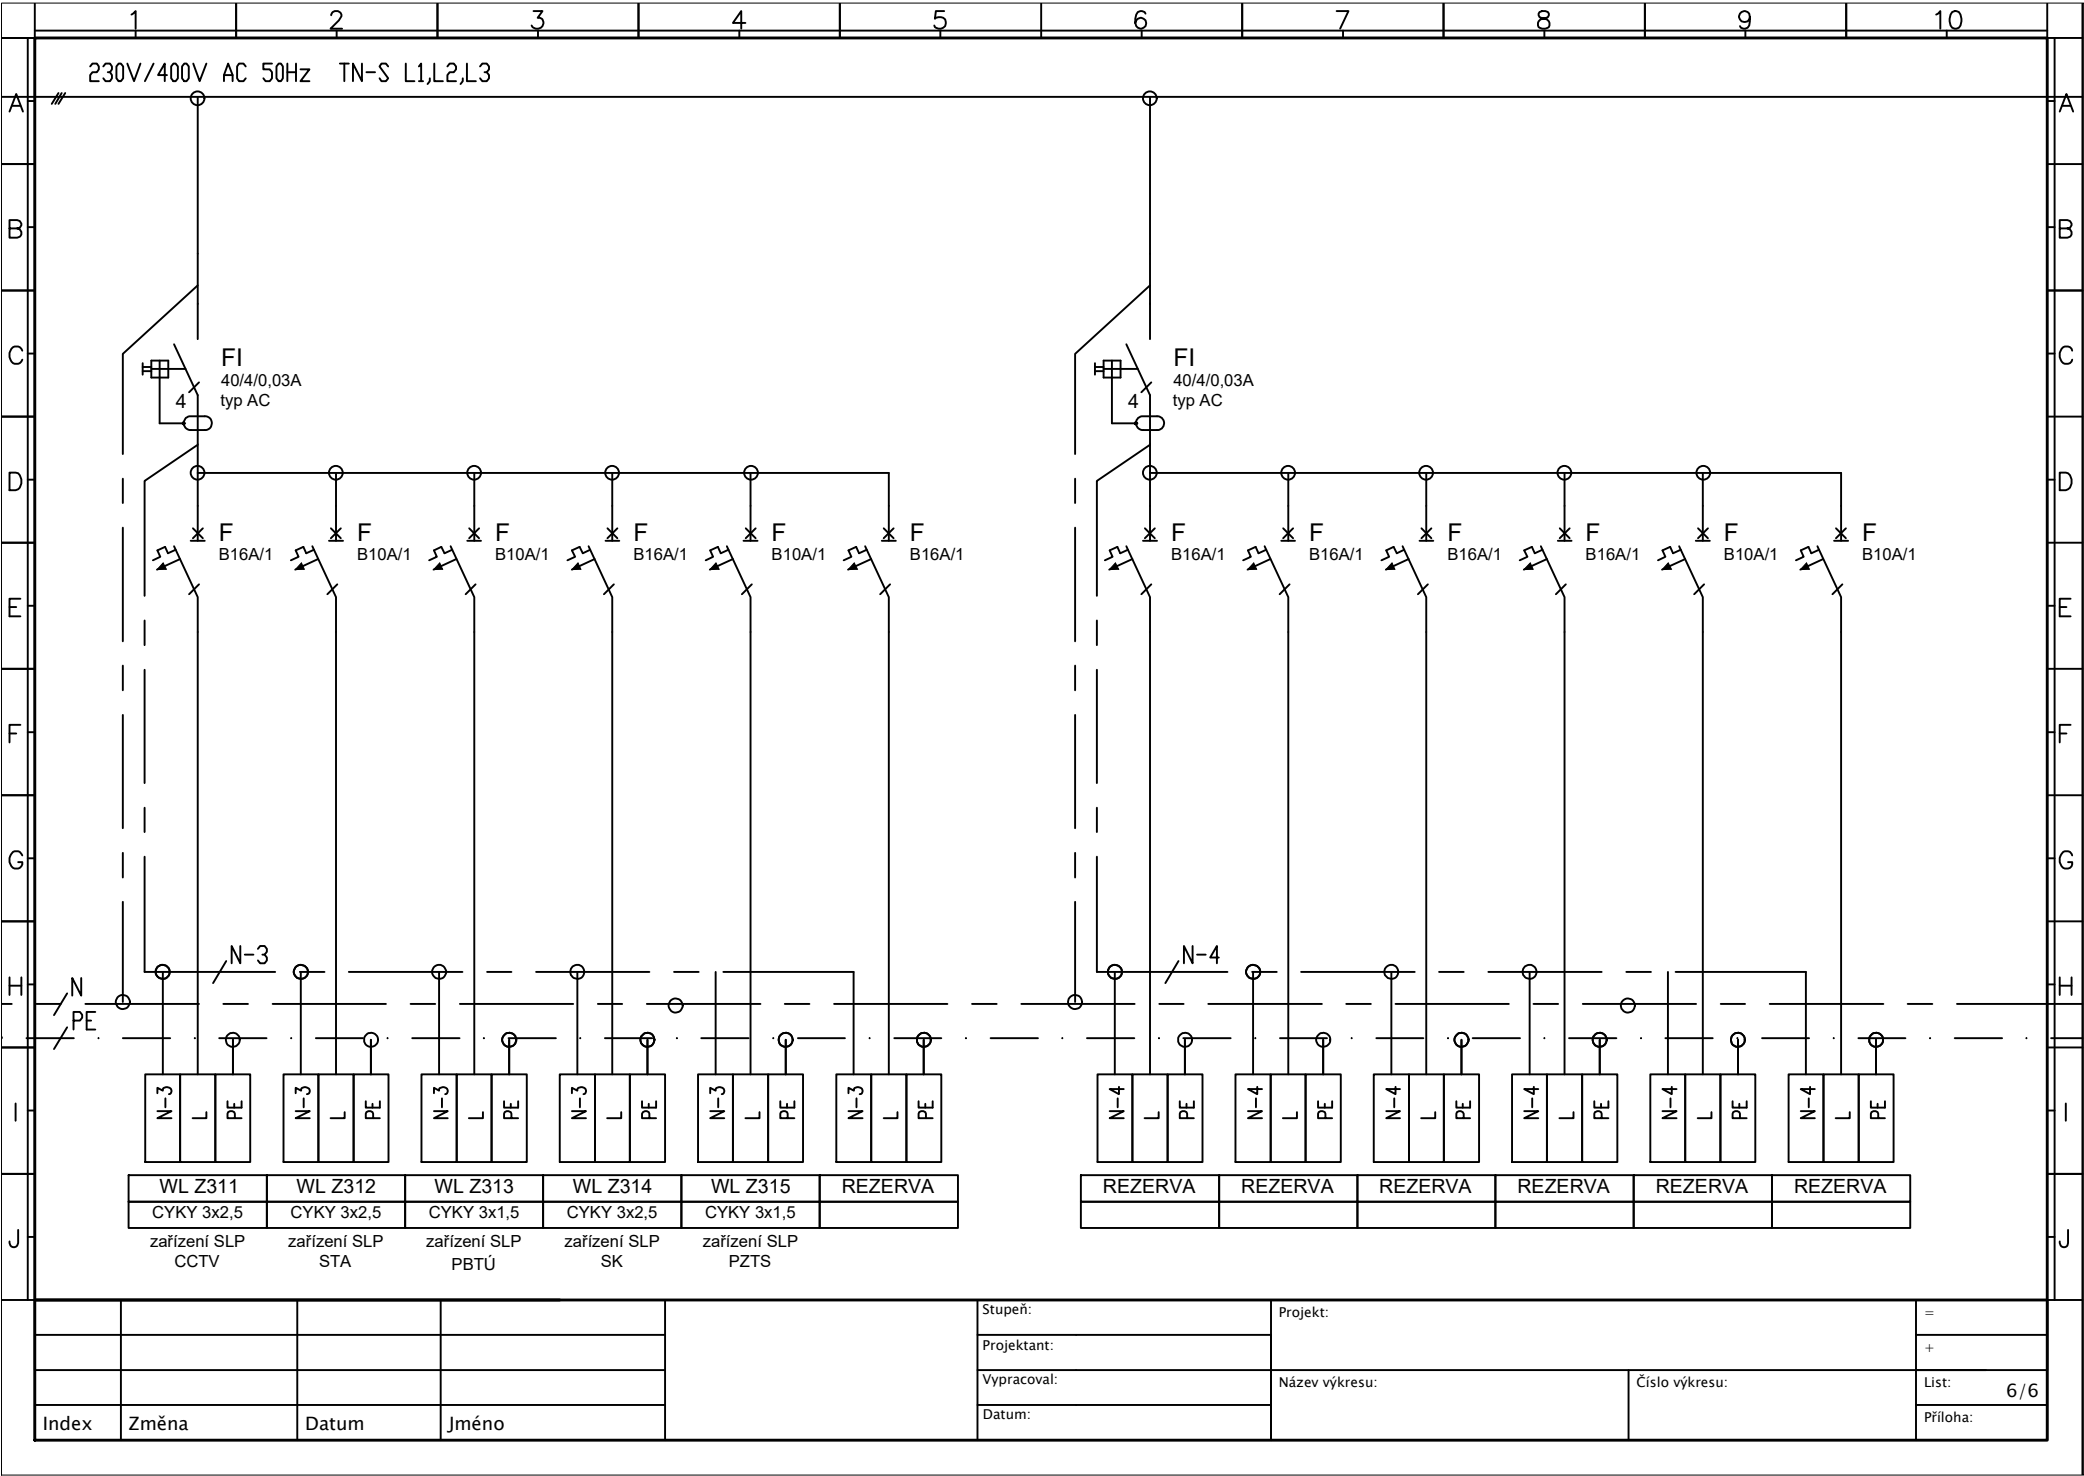 1 2 3 4 5 6 7 8 9 10
230V/400V AC 50Hz TN-S L1,L2,L3
A A
B B
C C
FI FI
40/4/0,03A 40/4/0,03A
4 typ AC 4 typ AC
D D
F F F F F F F F F F F F
B16A/1 B10A/1 B10A/1 B16A/1 B10A/1 B16A/1 B16A/1 B16A/1 B16A/1 B16A/1 B10A/1 B10A/1
E E
F F
G G
N-3 N-4
H N H
PE
I N-3 L PE N-3 L PE N-3 L PE N-3 L PE N-3 L PE N-3 L PE N-4 L PE N-4 L PE N-4 L PE N-4 L PE N-4 L PE N-4 L PE I
WL Z311 WL Z312 WL Z313 WL Z314 WL Z315 REZERVA REZERVA REZERVA REZERVA REZERVA REZERVA REZERVA
CYKY 3x2,5 CYKY 3x2,5 CYKY 3x1,5 CYKY 3x2,5 CYKY 3x1,5
J zařízení SLP zařízení SLP zařízení SLP zařízení SLP zařízení SLP J
CCTV STA PBTÚ SK PZTS
Stupeň: Projekt: =
Projektant: +
Vypracoval: Název výkresu: Číslo výkresu: List: 6/6
Index Změna Datum Jméno Datum: Příloha: